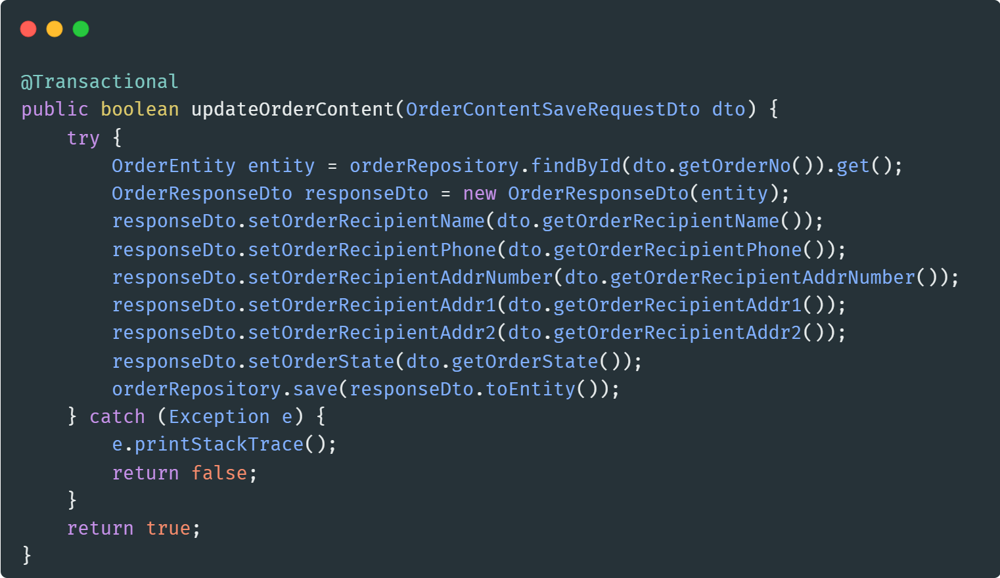 @Transactional
public boolean updateOrderContent(OrderContentSaveRequestDto dto) {
    try {
        OrderEntity entity = orderRepository.findById(dto.getOrderNo()).get();
        OrderResponseDto responseDto = new OrderResponseDto(entity);
        responseDto.setOrderRecipientName(dto.getOrderRecipientName());
        responseDto.setOrderRecipientPhone(dto.getOrderRecipientPhone());
        responseDto.setOrderRecipientAddrNumber(dto.getOrderRecipientAddrNumber());
        responseDto.setOrderRecipientAddr1(dto.getOrderRecipientAddr1());
        responseDto.setOrderRecipientAddr2(dto.getOrderRecipientAddr2());
        responseDto.setOrderState(dto.getOrderState());
        orderRepository.save(responseDto.toEntity());
    } catch (Exception e) {
        e.printStackTrace();
        return false;
    }
    return true;
}